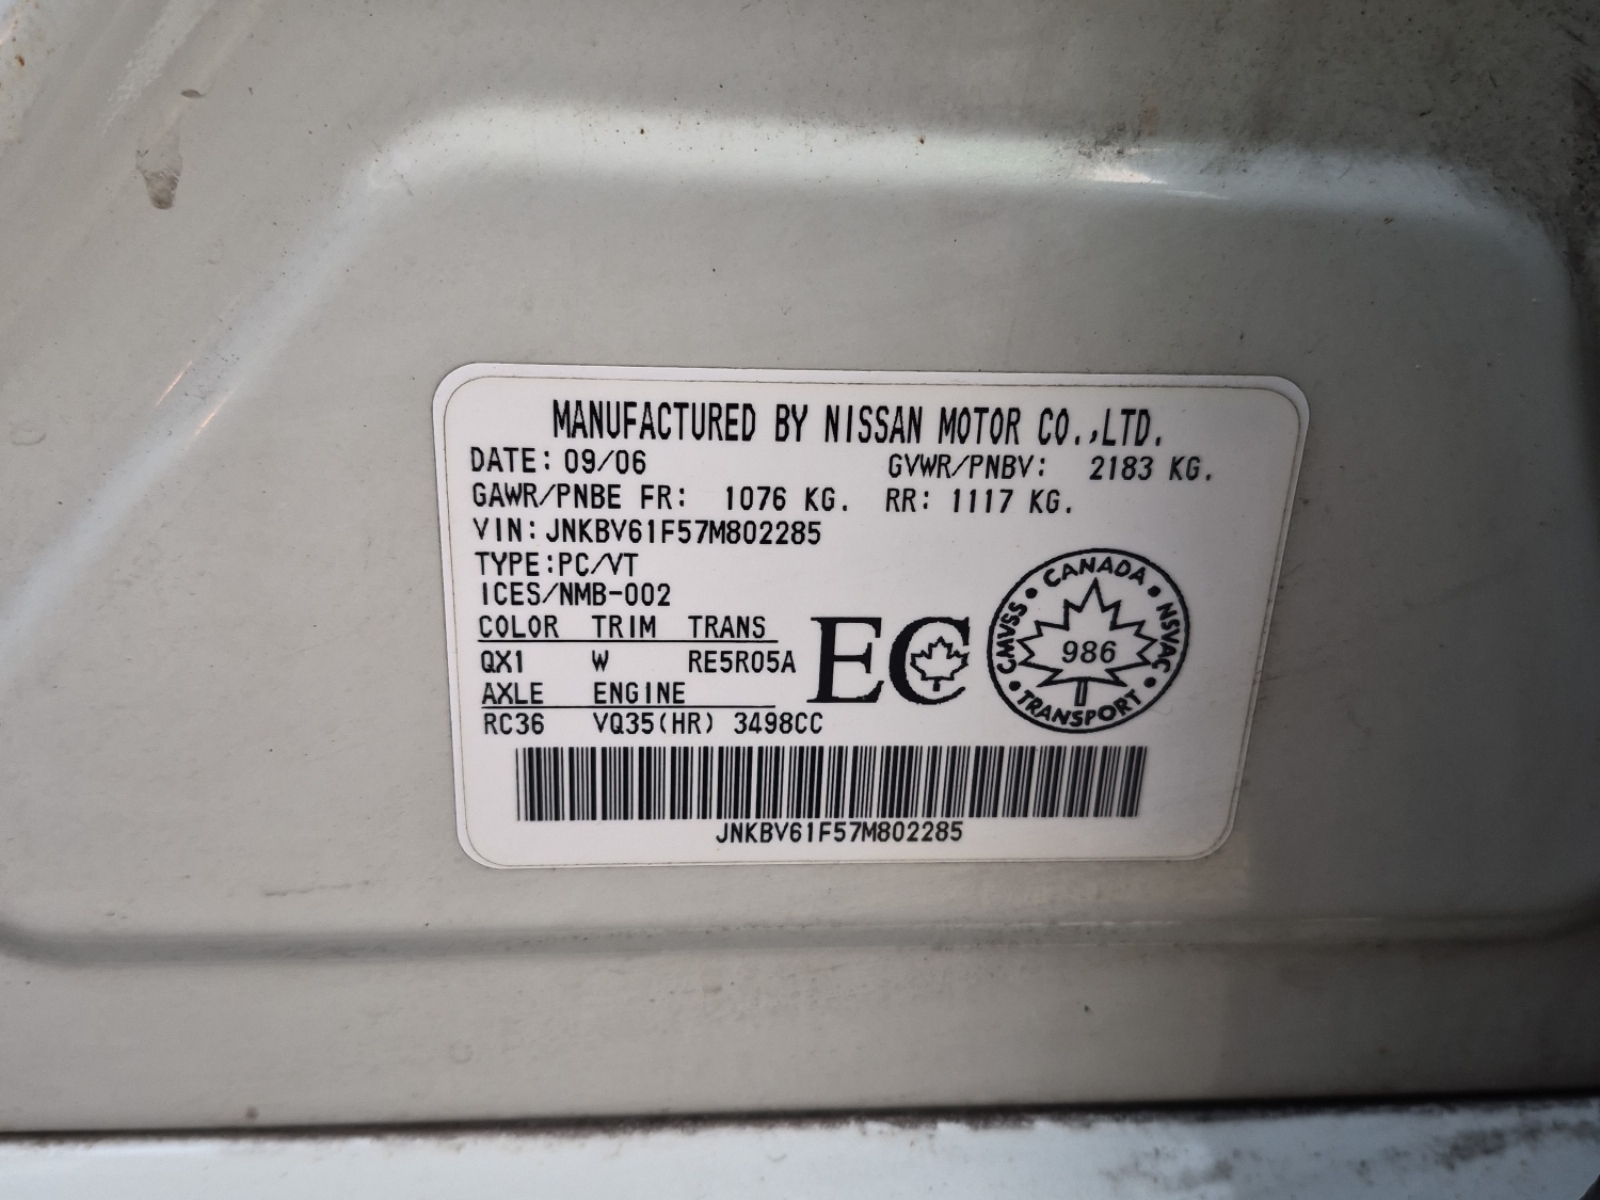 MANUFACTURED BY NISSAN MOTOR CO.,LTD.
DATE: 09/06 GVWR/PNBV: 2183 KG.
GAWR/PNBE FR: 1076 KG. RR: 1117 KG.
VIN: JNKBV61F57M802285
TYPE:PC/VT
ICES/NMB-002
COLOR TRIM TRANS
QX1 W RE5R05A
AXLE ENGINE
RC36 VQ35(HR) 3498CC
EC
CANADA
CMVSS
NSVAC
986
TRANSPORT
JNKBV61F57M802285